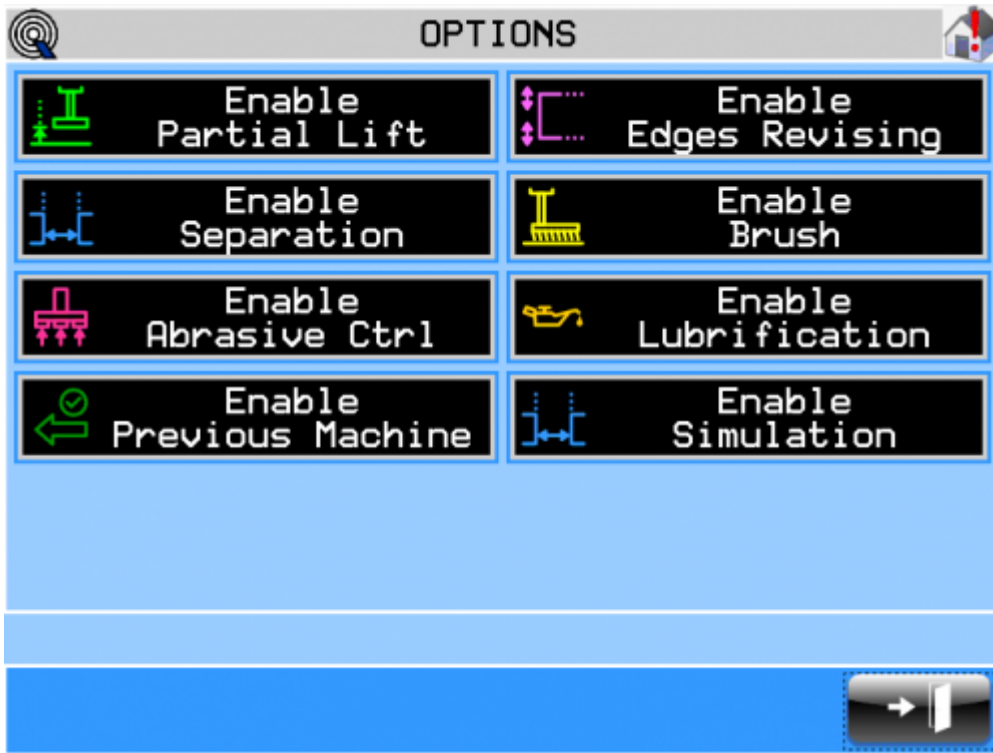 OPTIONS
Enable
Partial Lift
Enable
Edges Revising
Enable
Separation
Enable
Brush
Enable
Abrasive Ctrl
Enable
Lubrification
Enable
Previous Machine
Enable
Simulation